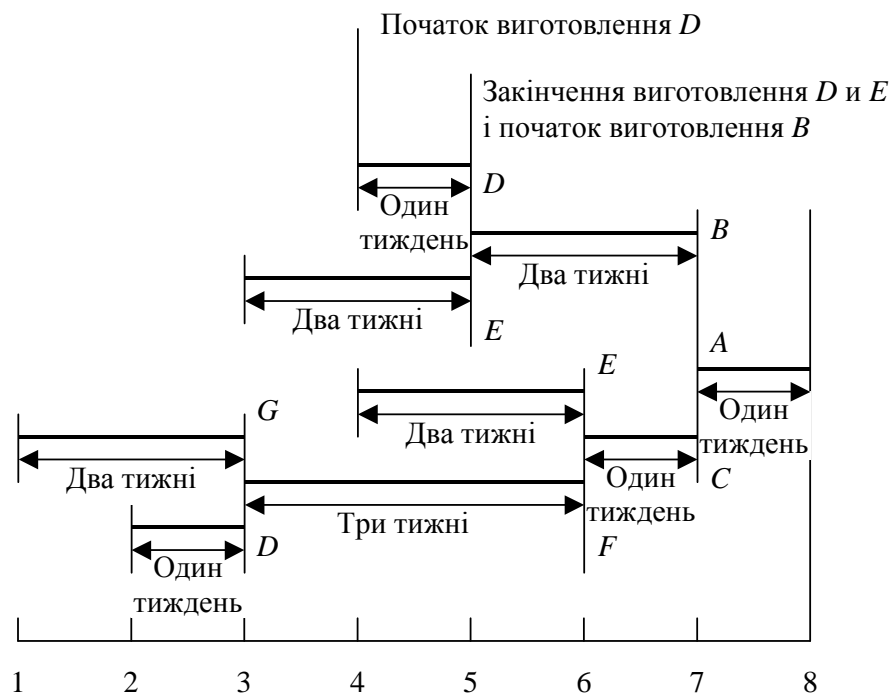 Початок виготовлення D
Закінчення виготовлення D и E
і початок виготовлення B
D
Один
тиждень
B
Два тижні
Два тижні
E
A
E
Один
тиждень
G
Два тижні
Два тижні
Один
тиждень
C
Три тижні
D
F
Один
тиждень
1 2 3 4 5 6 7 8